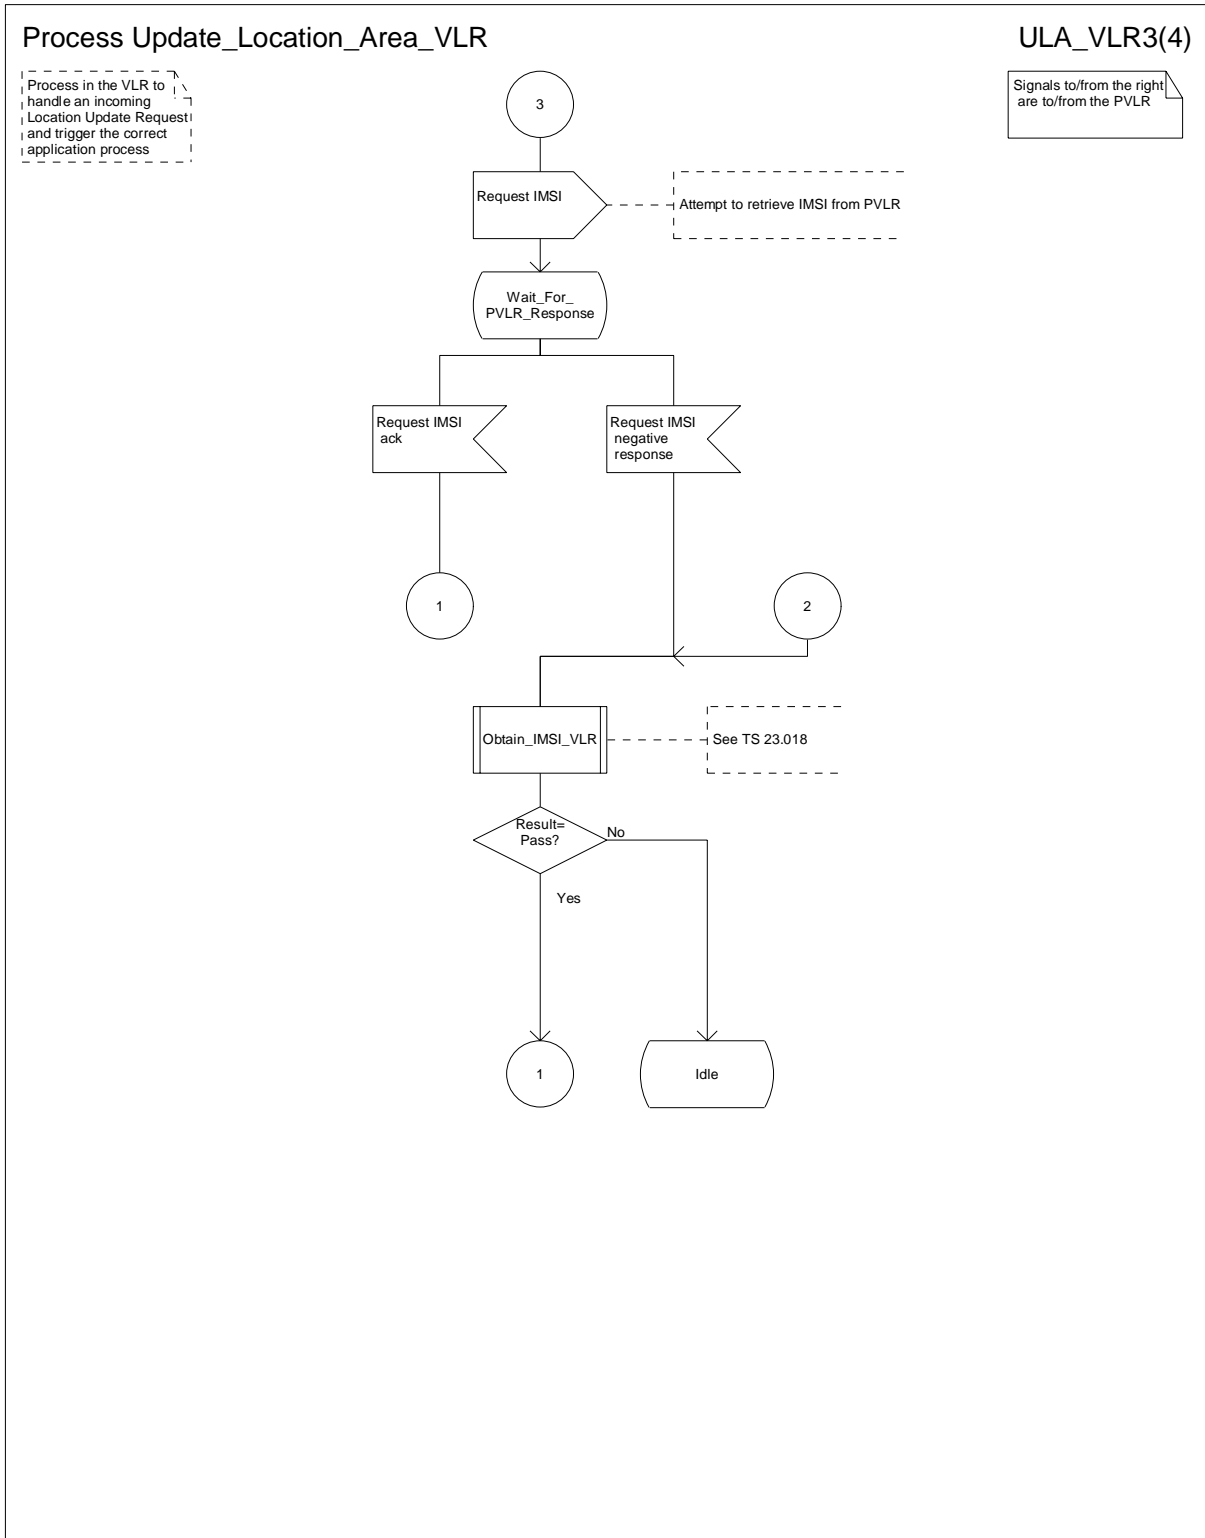 Process Update_Location_Area_VLR
ULA_VLR3(4)
Process in the VLR to
handle an incoming
Location Update Request
and trigger the correct
application process
Signals to/from the right
are to/from the PVLR
3
Request IMSI
Attempt to retrieve IMSI from PVLR
Wait_For_
PVLR_Response
Request IMSI
ack
Request IMSI
negative
response
1
2
Obtain_IMSI_VLR
See TS 23.018
Result=
Pass?
No
Yes
1
Idle